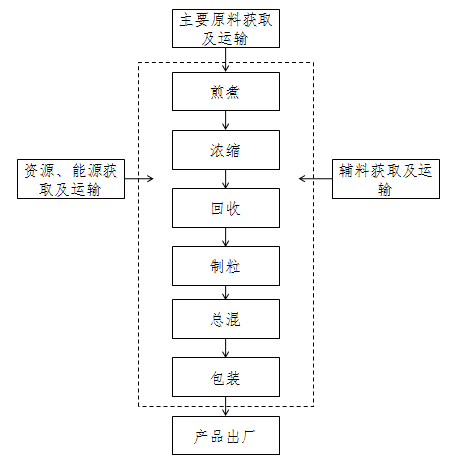 主要原料获取
及运输
煎煮
浓缩
资源、能源获
取及运输
辅料获取及运
输
回收
制粒
总混
包装
产品出厂